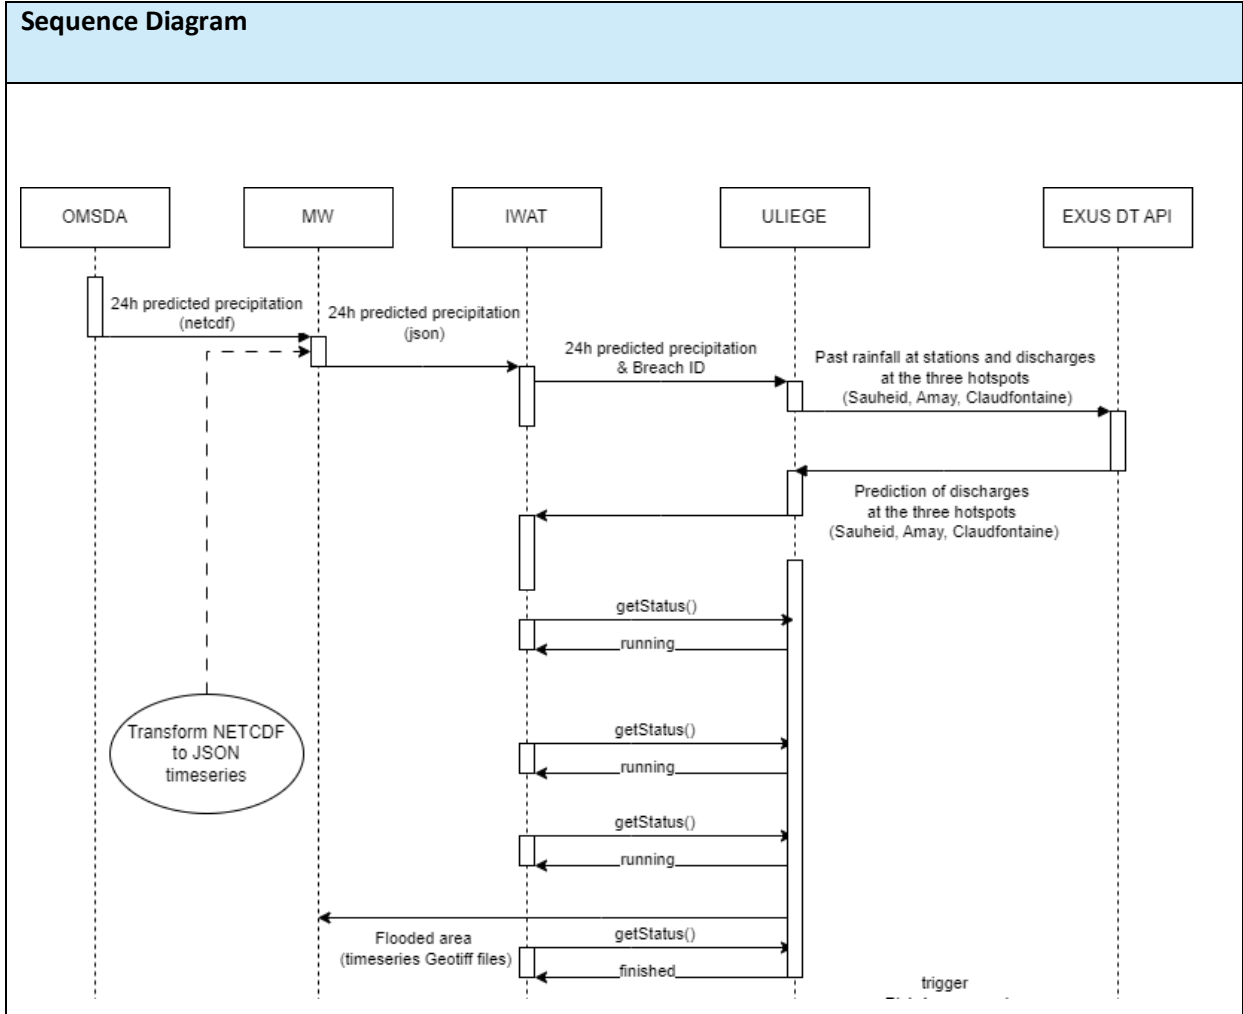 Sequence Diagram
OMSDA
MW
IWAT
ULIEGE
EXUS DT API
24h predicted precipitation
(netcdf)
24h predicted precipitation
(json)
24h predicted precipitation
& Breach ID
Past rainfall at stations and discharges
at the three hotspots
(Sauheid, Amay, Claudfontaine)
Prediction of discharges
at the three hotspots
(Sauheid, Amay, Claudfontaine)
getStatus()
running
Transform NETCDF
to JSON
timeseries
getStatus()
running
getStatus()
running
Flooded area
(timeseries Geotiff files)
getStatus()
finished
trigger